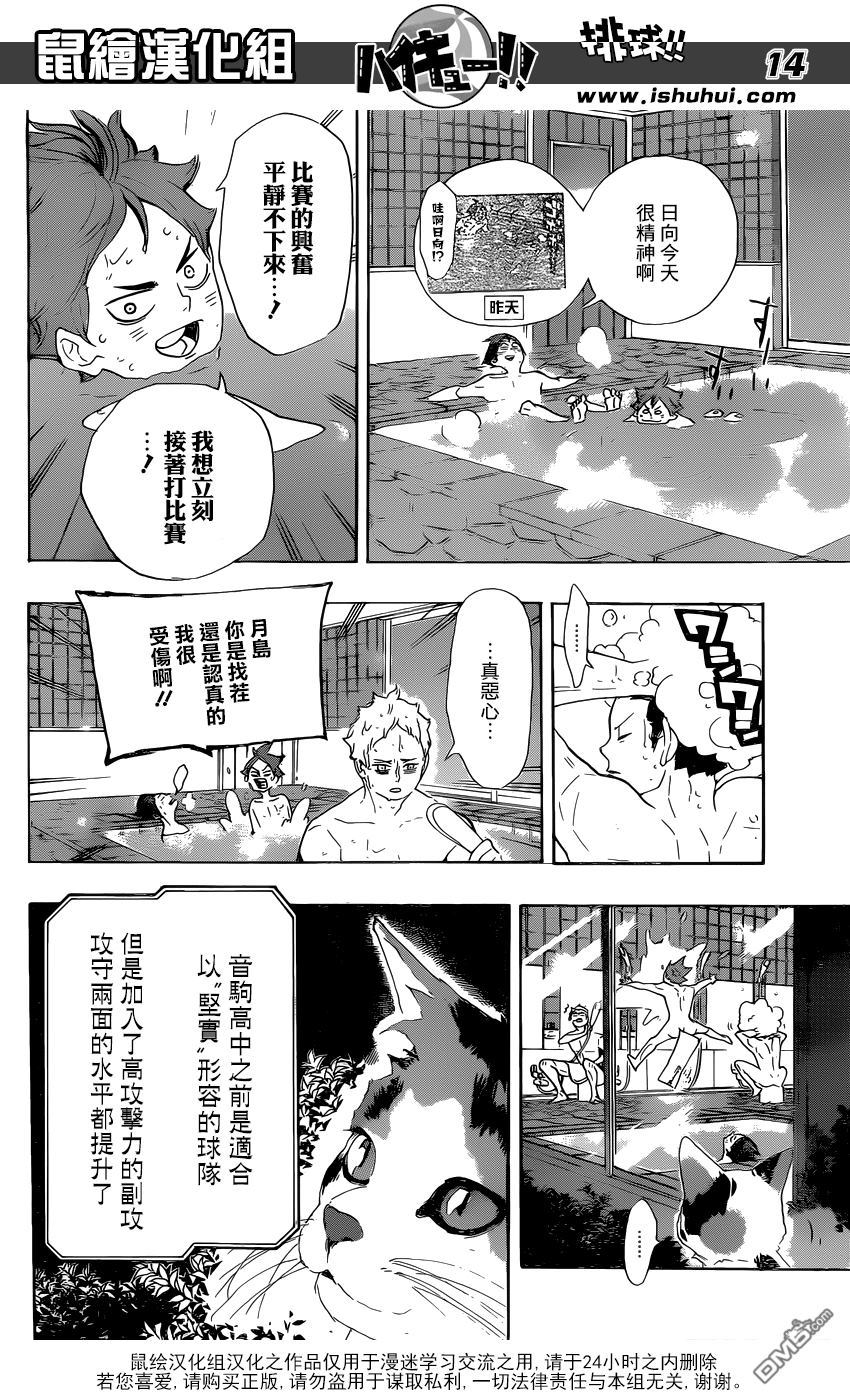 鼠繪漢化組
ハイキュー!!
排球!!
14
www.ishuhui.com
日向今天
很精神啊
哇啊日向!?
昨天
比賽的興奮
平靜不下來…!
我想立刻
接著打比賽
…!
……
ワシャワシャ
…真惡心…
月島
你是找茬
還是認真的
我很
受傷啊!!
……
音駒高中之前是適合
以〝堅實〞形容的球隊
但是加入了高攻擊力的副攻
攻守兩面的水平都提升了
DM5.com
鼠绘汉化组汉化之作品仅用于漫迷学习交流之用, 请于24小时之内删除
若您喜爱, 请购买正版, 请勿盗用于谋取私利, 一切法律责任与本组无关, 谢谢.